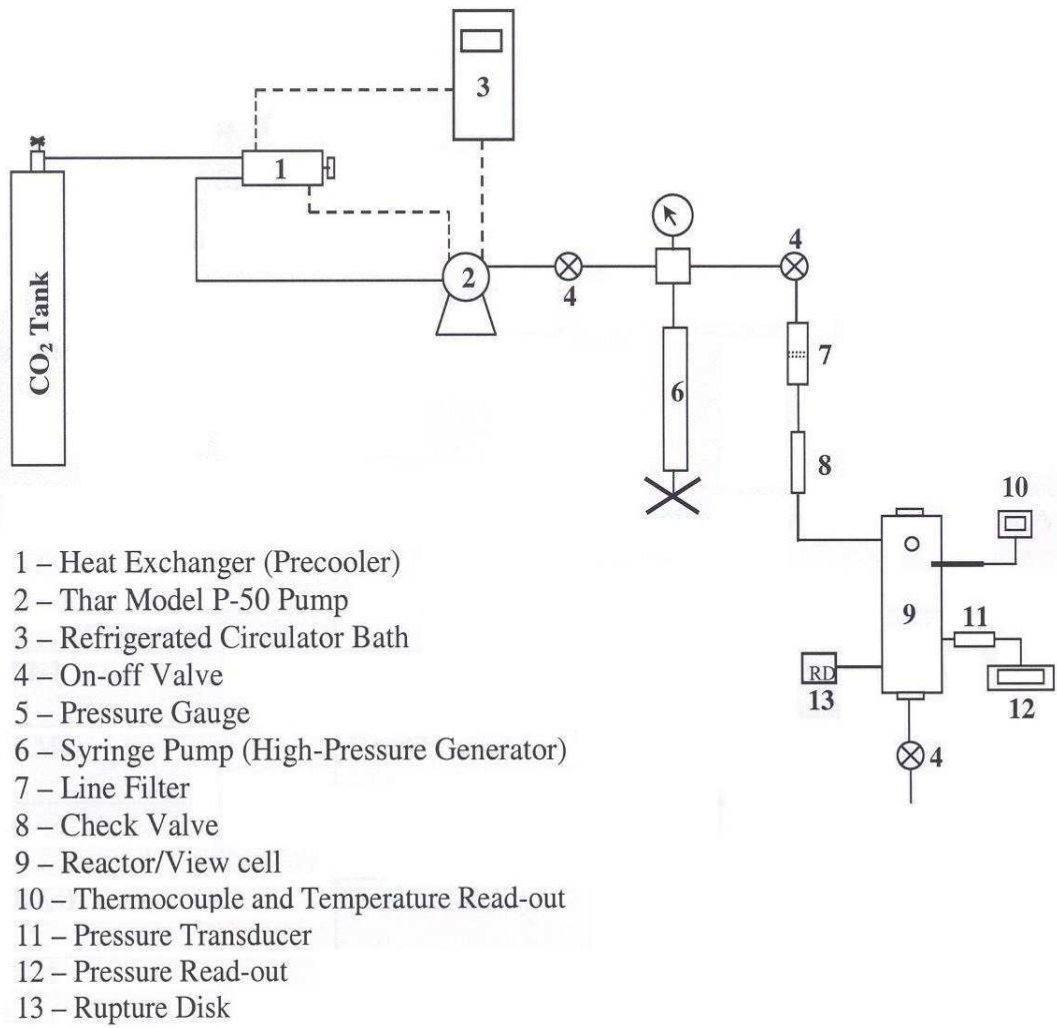 3
1
CO₂ Tank
2
4
4
6
7
8
10
9
11
RD
13
12
4
1 – Heat Exchanger (Precooler)
2 – Thar Model P-50 Pump
3 – Refrigerated Circulator Bath
4 – On-off Valve
5 – Pressure Gauge
6 – Syringe Pump (High-Pressure Generator)
7 – Line Filter
8 – Check Valve
9 – Reactor/View cell
10 – Thermocouple and Temperature Read-out
11 – Pressure Transducer
12 – Pressure Read-out
13 – Rupture Disk